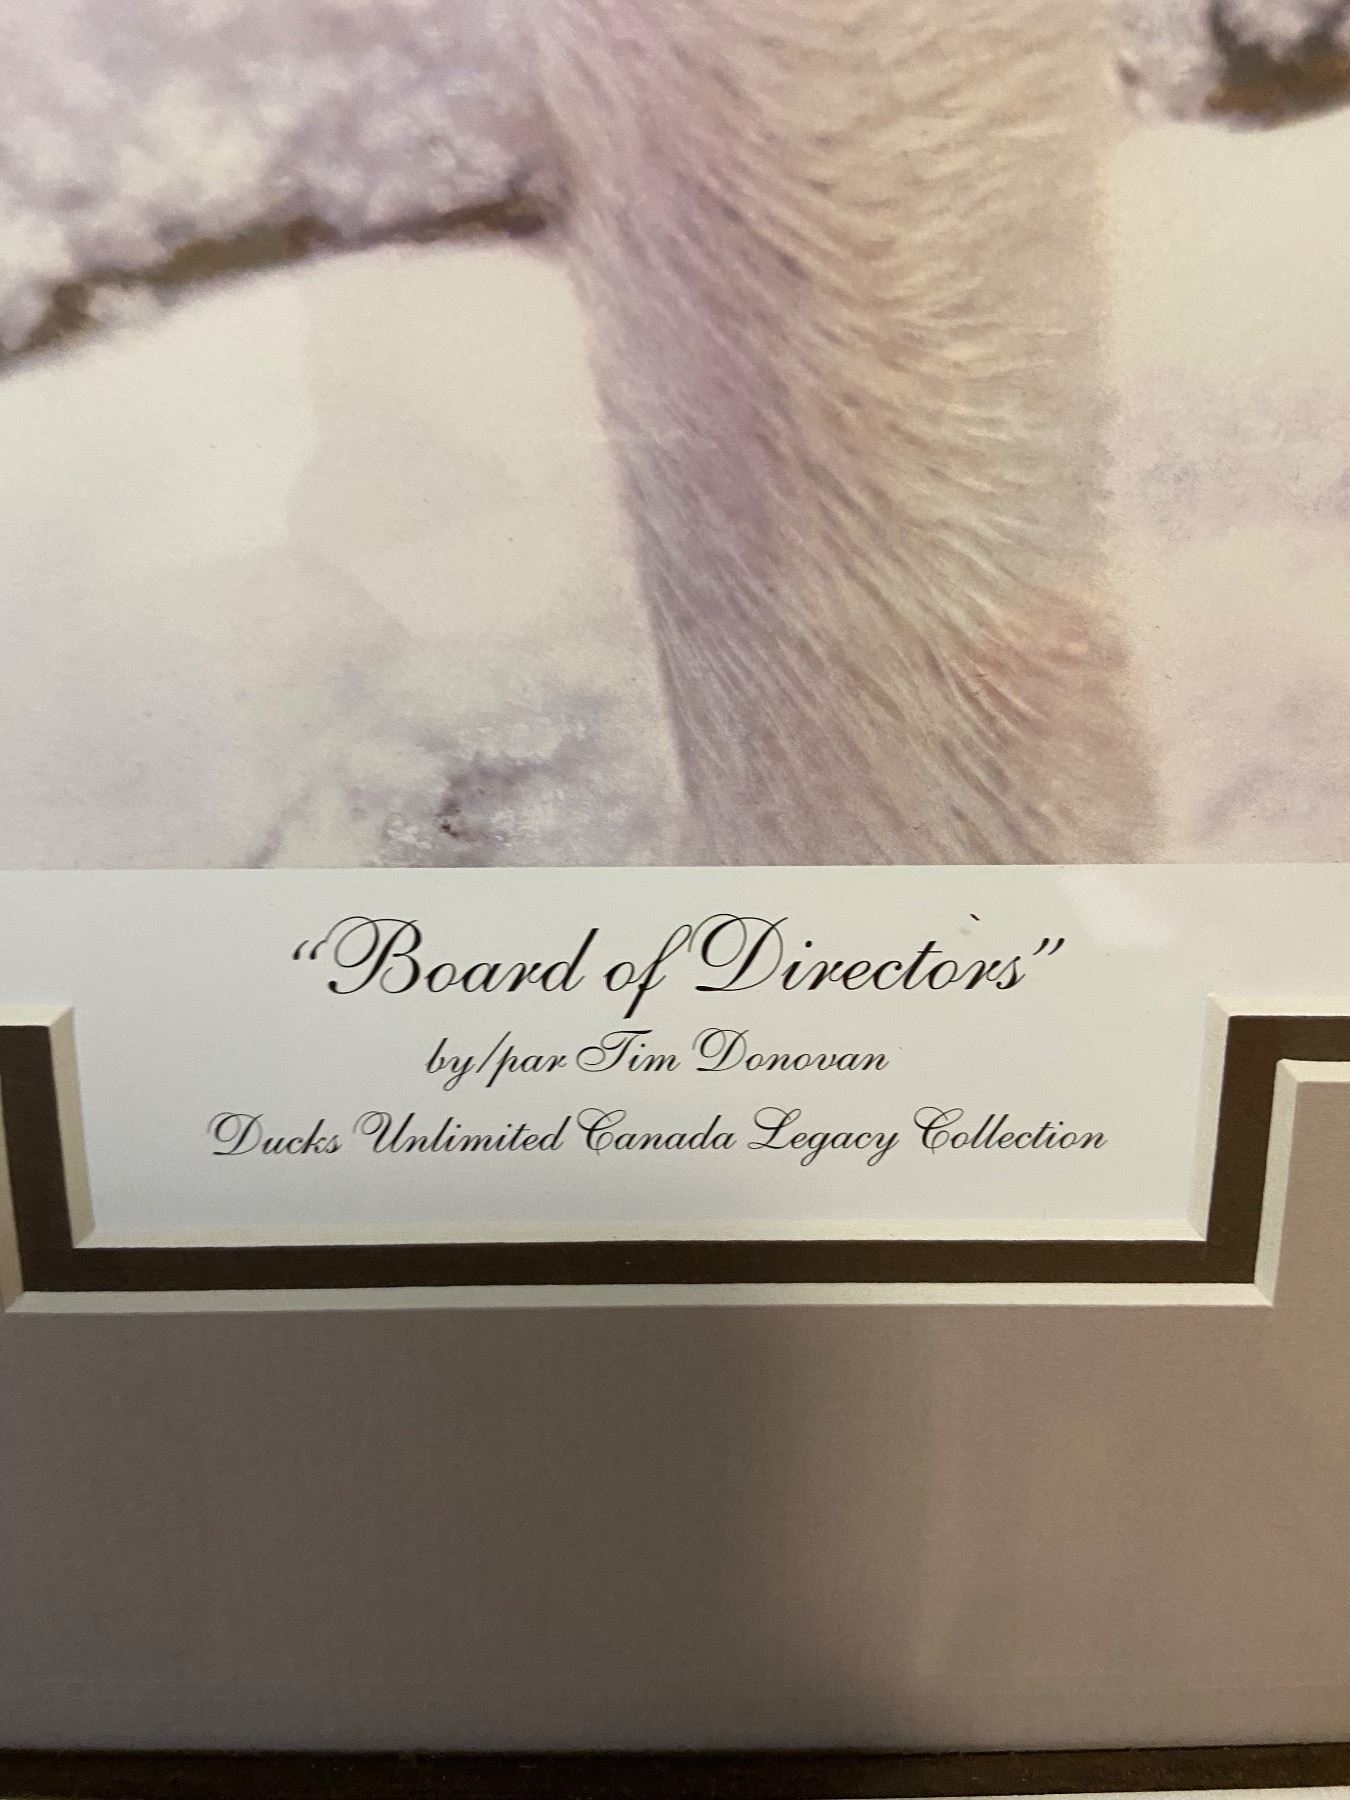 “Board of Directors”
by/par Tim Donovan
Ducks Unlimited Canada Legacy Collection